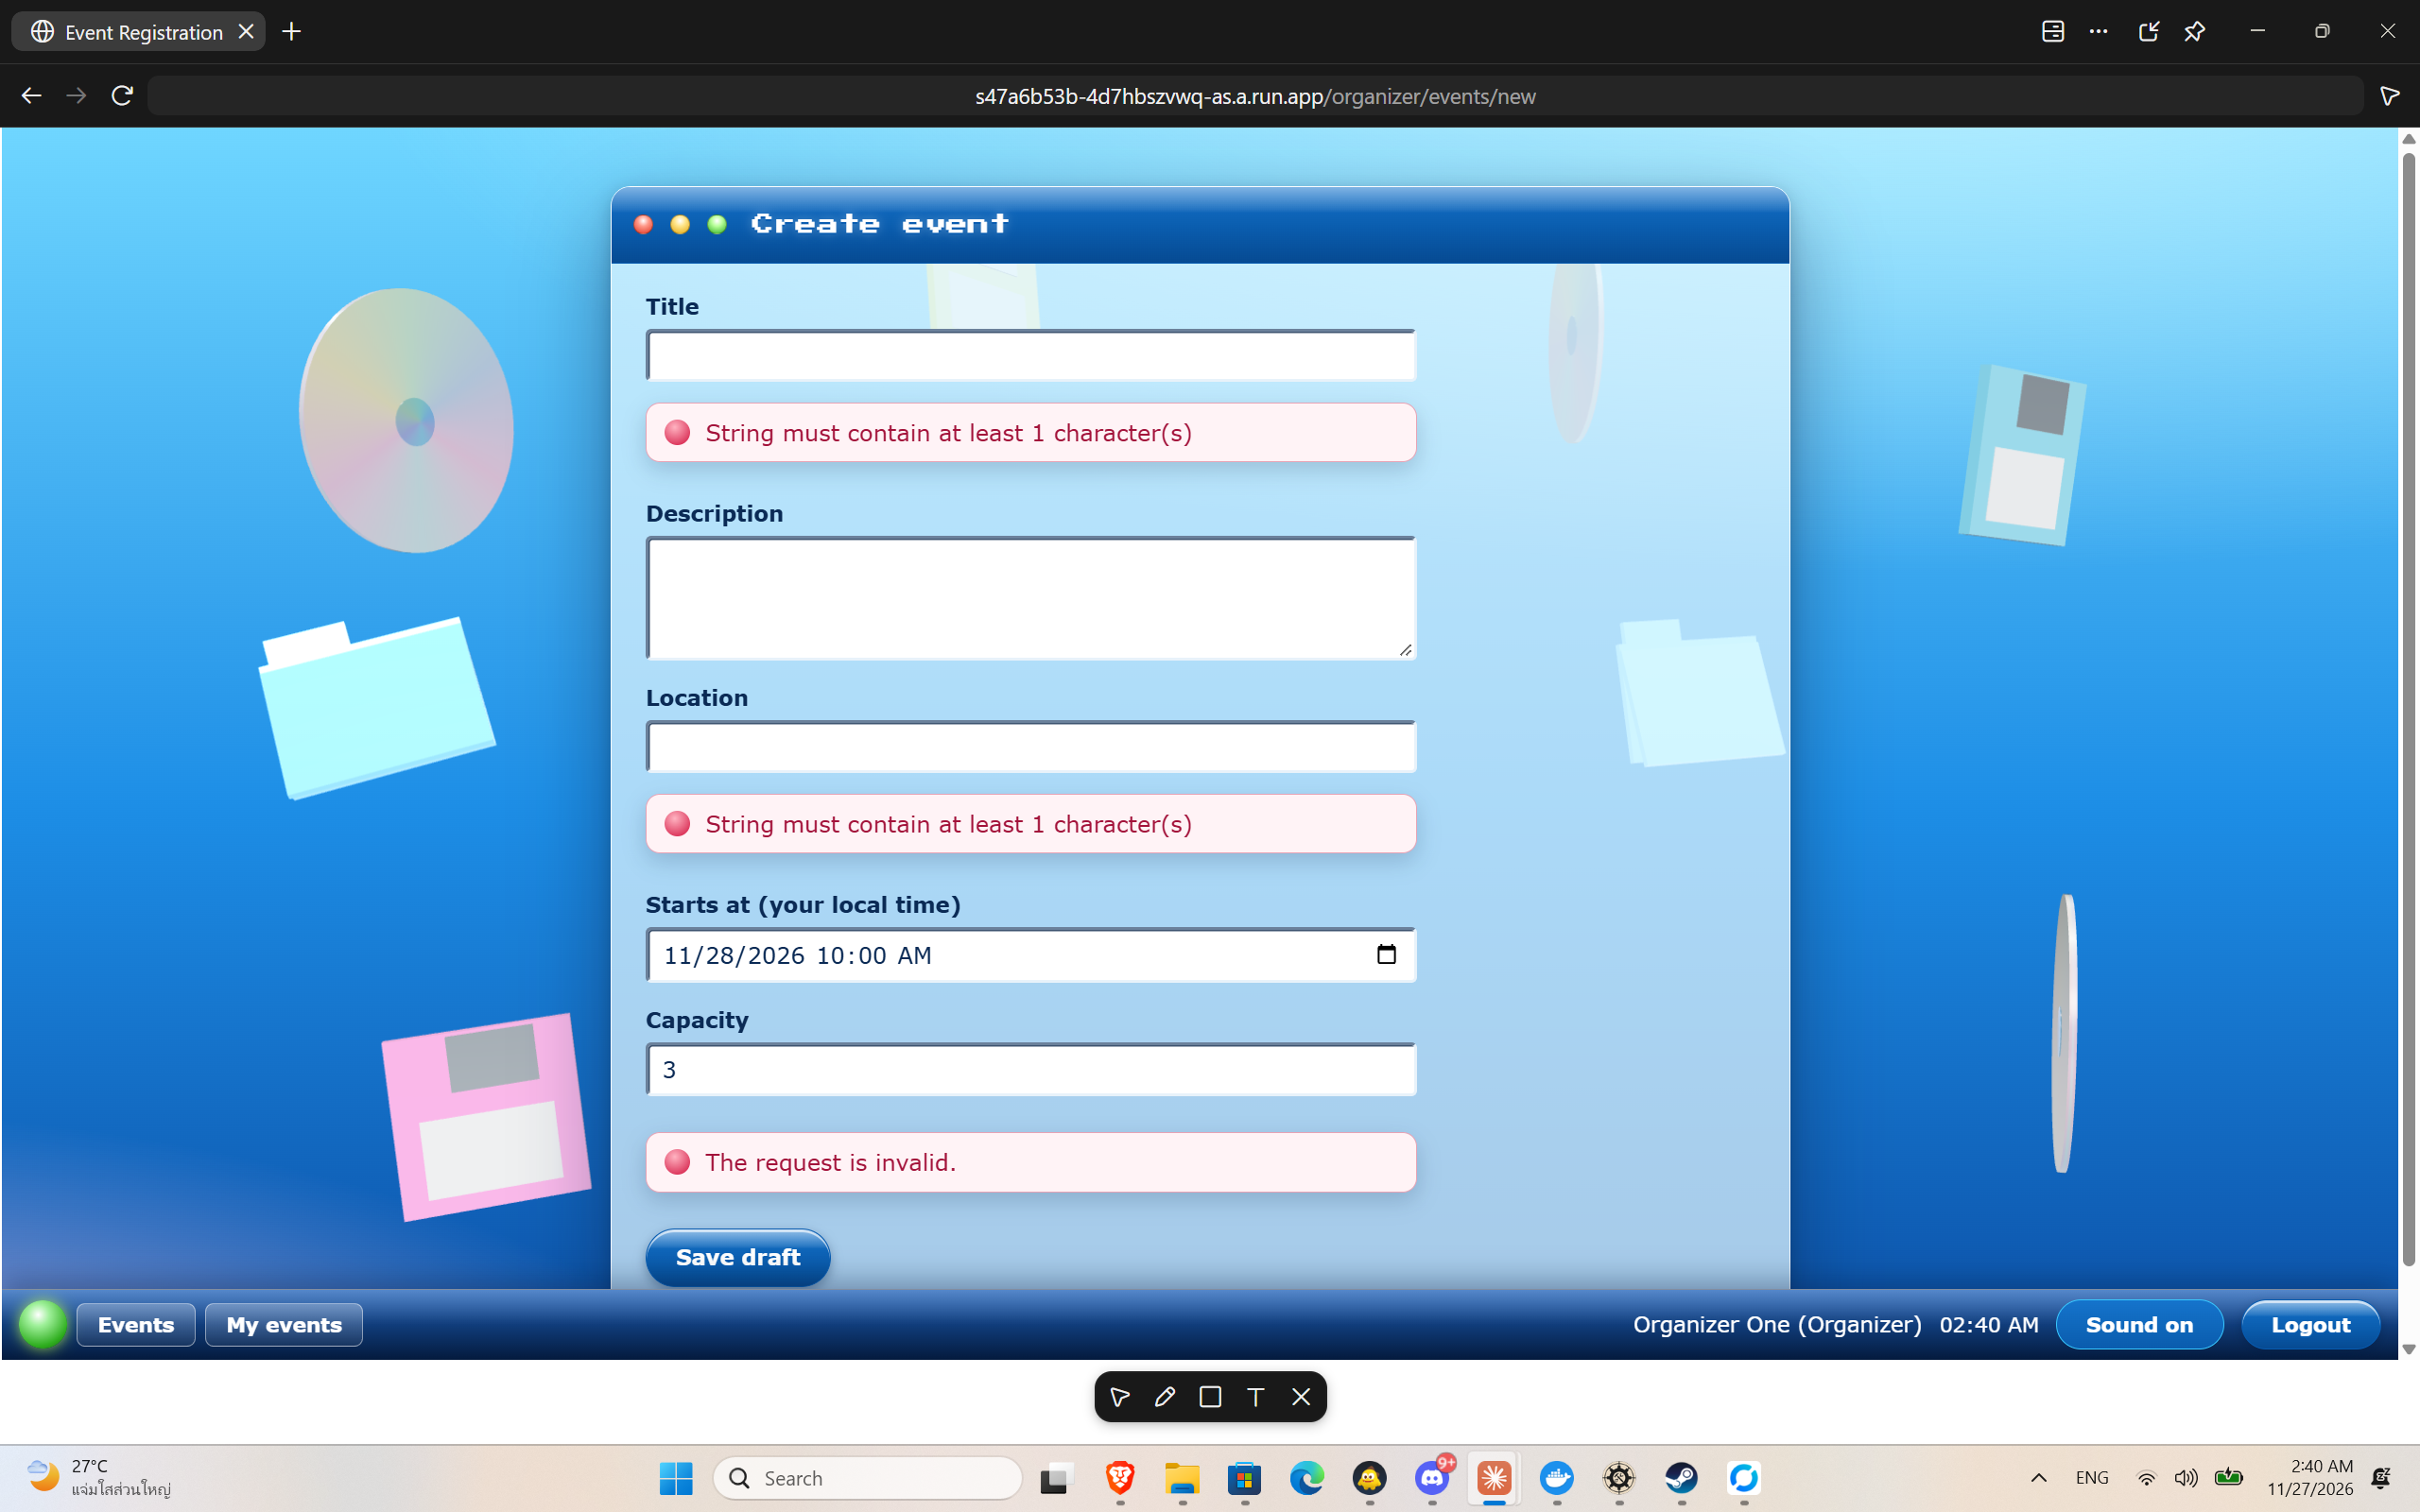 Event Registration
s47a6b53b-4d7hbszvwq-as.a.run.app/organizer/events/new
Create event
Title
String must contain at least 1 character(s)
Description
Location
String must contain at least 1 character(s)
Starts at (your local time)
11/28/2026 10:00 AM
Capacity
3
The request is invalid.
Save draft
Events
My events
Organizer One (Organizer)
02:40 AM
Sound on
Logout
T
27°C
แจ่มใสส่วนใหญ่
Search
9+
ENG
2:40 AM
11/27/2026